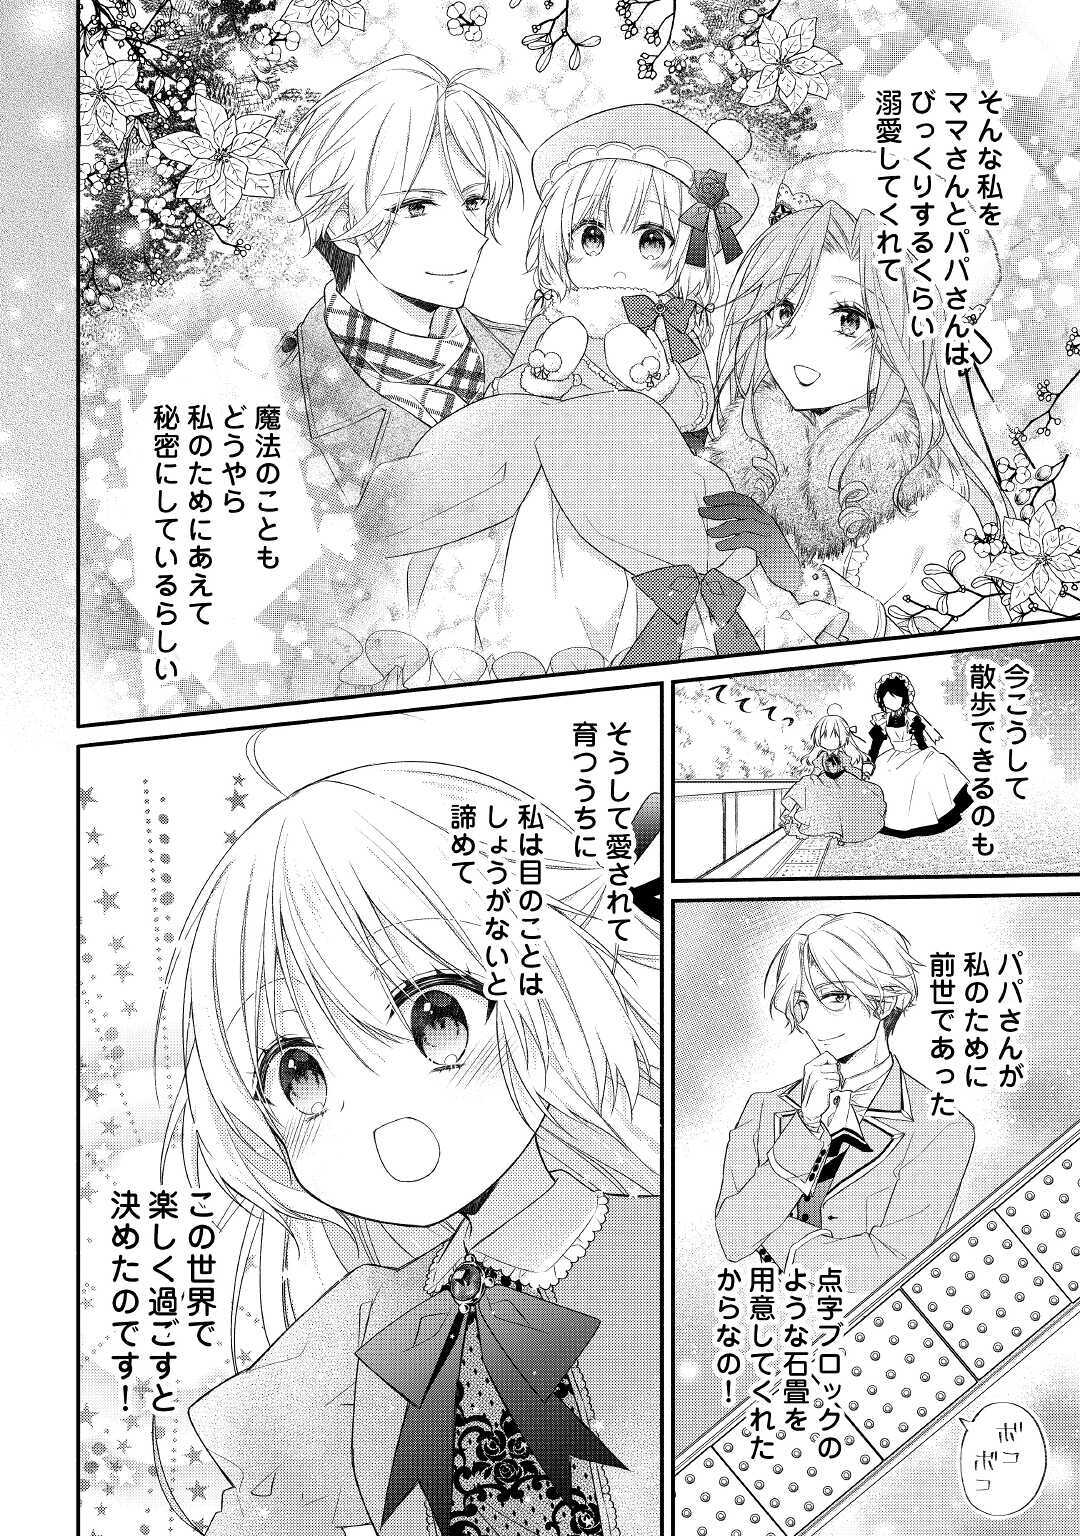 そんな私を
ママさんとパパさんは
びっくりするくらい
溺愛してくれて
魔法のことも
どうやら
私のためにあえて
秘密にしているらしい
今こうして
散歩できるのも
パパさんが
私のために
前世であった
点字ブロックの
ような石畳を
用意してくれた
からなの！
ボコ
ボコ
そうして愛されて
育つうちに
私は目のことは
しょうがないと
諦めて
この世界で
楽しく過ごすと
決めたのです！